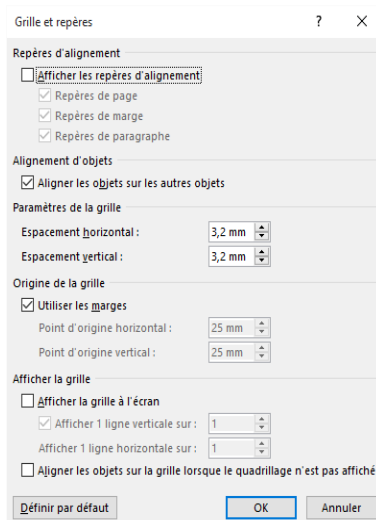 Grille et repères ? X
Repères d'alignement
Afficher les repères d'alignement
Repères de page
Repères de marge
Repères de paragraphe
Alignement d'objets
Aligner les objets sur les autres objets
Paramètres de la grille
Espacement horizontal : 3,2 mm
Espacement vertical : 3,2 mm
Origine de la grille
Utiliser les marges
Point d'origine horizontal : 25 mm
Point d'origine vertical : 25 mm
Afficher la grille
Afficher la grille à l'écran
Afficher 1 ligne verticale sur : 1
Afficher 1 ligne horizontale sur : 1
Aligner les objets sur la grille lorsque le quadrillage n'est pas affiché
Définir par défaut OK Annuler